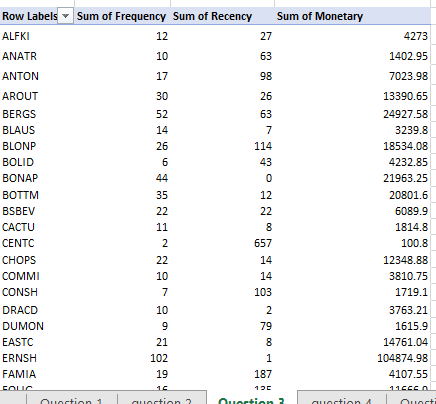 Row Labels Sum of Frequency Sum of Recency Sum of Monetary
ALFKI 12 27 4273
ANATR 10 63 1402.95
ANTON 17 98 7023.98
AROUT 30 26 13390.65
BERGS 52 63 24927.58
BLAUS 14 7 3239.8
BLONP 26 114 18534.08
BOLID 6 43 4232.85
BONAP 44 0 21963.25
BOTTM 35 12 20801.6
BSBEV 22 22 6089.9
CACTU 11 8 1814.8
CENTC 2 657 100.8
CHOPS 22 14 12348.88
COMMI 10 14 3810.75
CONSH 7 103 1719.1
DRACD 10 2 3763.21
DUMON 9 79 1615.9
EASTC 21 8 14761.04
ERNSH 102 1 104874.98
FAMIA 19 187 4107.55
FOLIG 16 135 11666.9
Question 1 question 2 Question 3 question 4